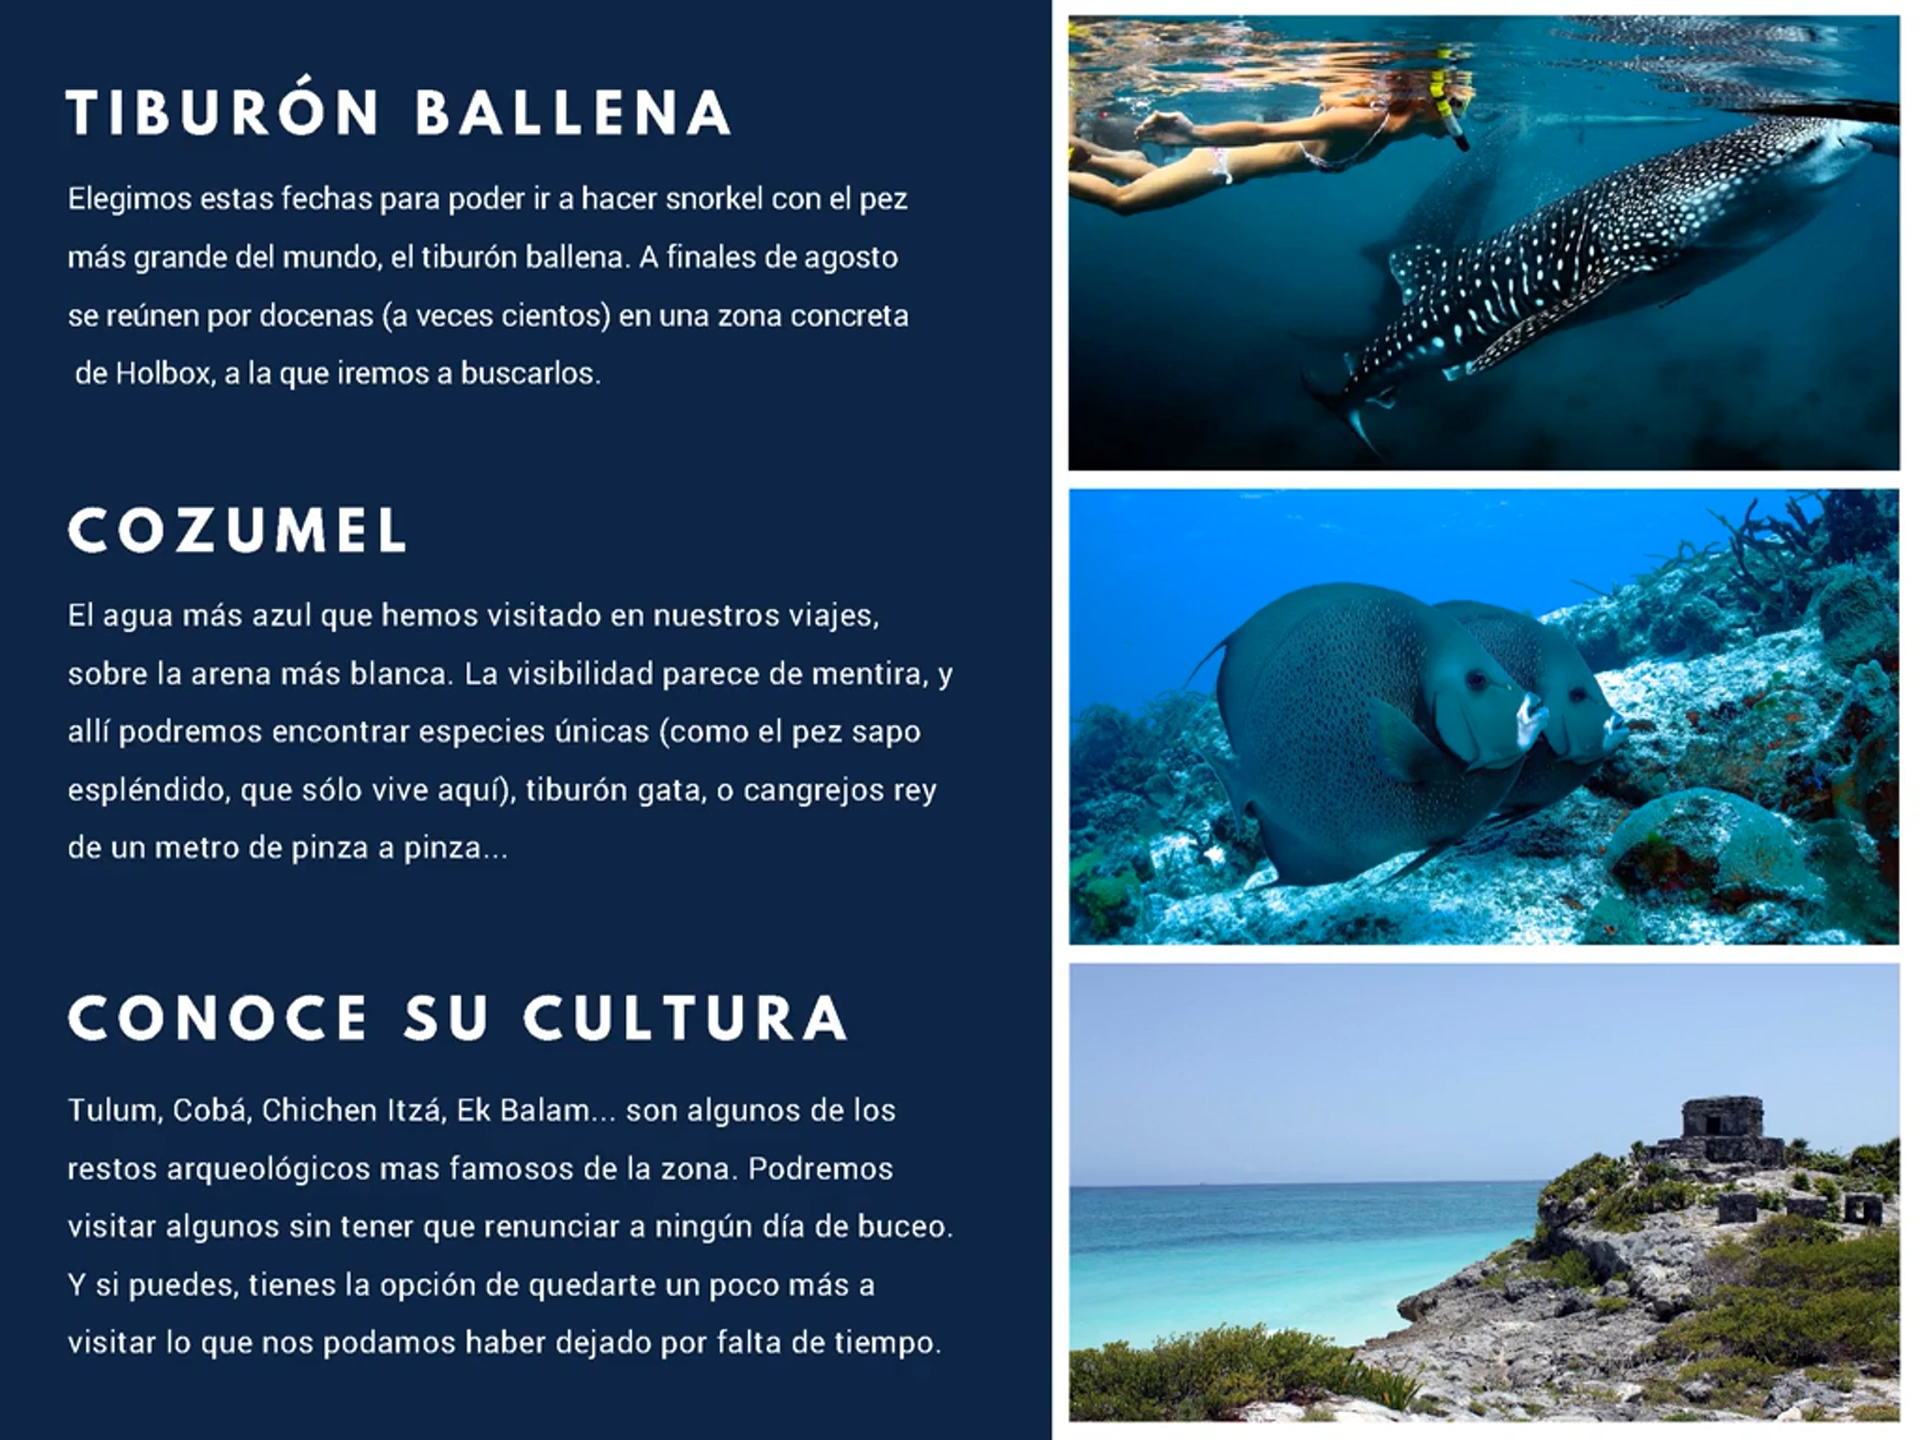 TIBURÓN BALLENA
Elegimos estas fechas para poder ir a hacer snorkel con el pez
más grande del mundo, el tiburón ballena. A finales de agosto
se reúnen por docenas (a veces cientos) en una zona concreta
de Holbox, a la que iremos a buscarlos.
COZUMEL
El agua más azul que hemos visitado en nuestros viajes,
sobre la arena más blanca. La visibilidad parece de mentira, y
allí podremos encontrar especies únicas (como el pez sapo
espléndido, que sólo vive aquí), tiburón gata, o cangrejos rey
de un metro de pinza a pinza...
CONOCE SU CULTURA
Tulum, Cobá, Chichen Itzá, Ek Balam... son algunos de los
restos arqueológicos mas famosos de la zona. Podremos
visitar algunos sin tener que renunciar a ningún día de buceo.
Y si puedes, tienes la opción de quedarte un poco más a
visitar lo que nos podamos haber dejado por falta de tiempo.